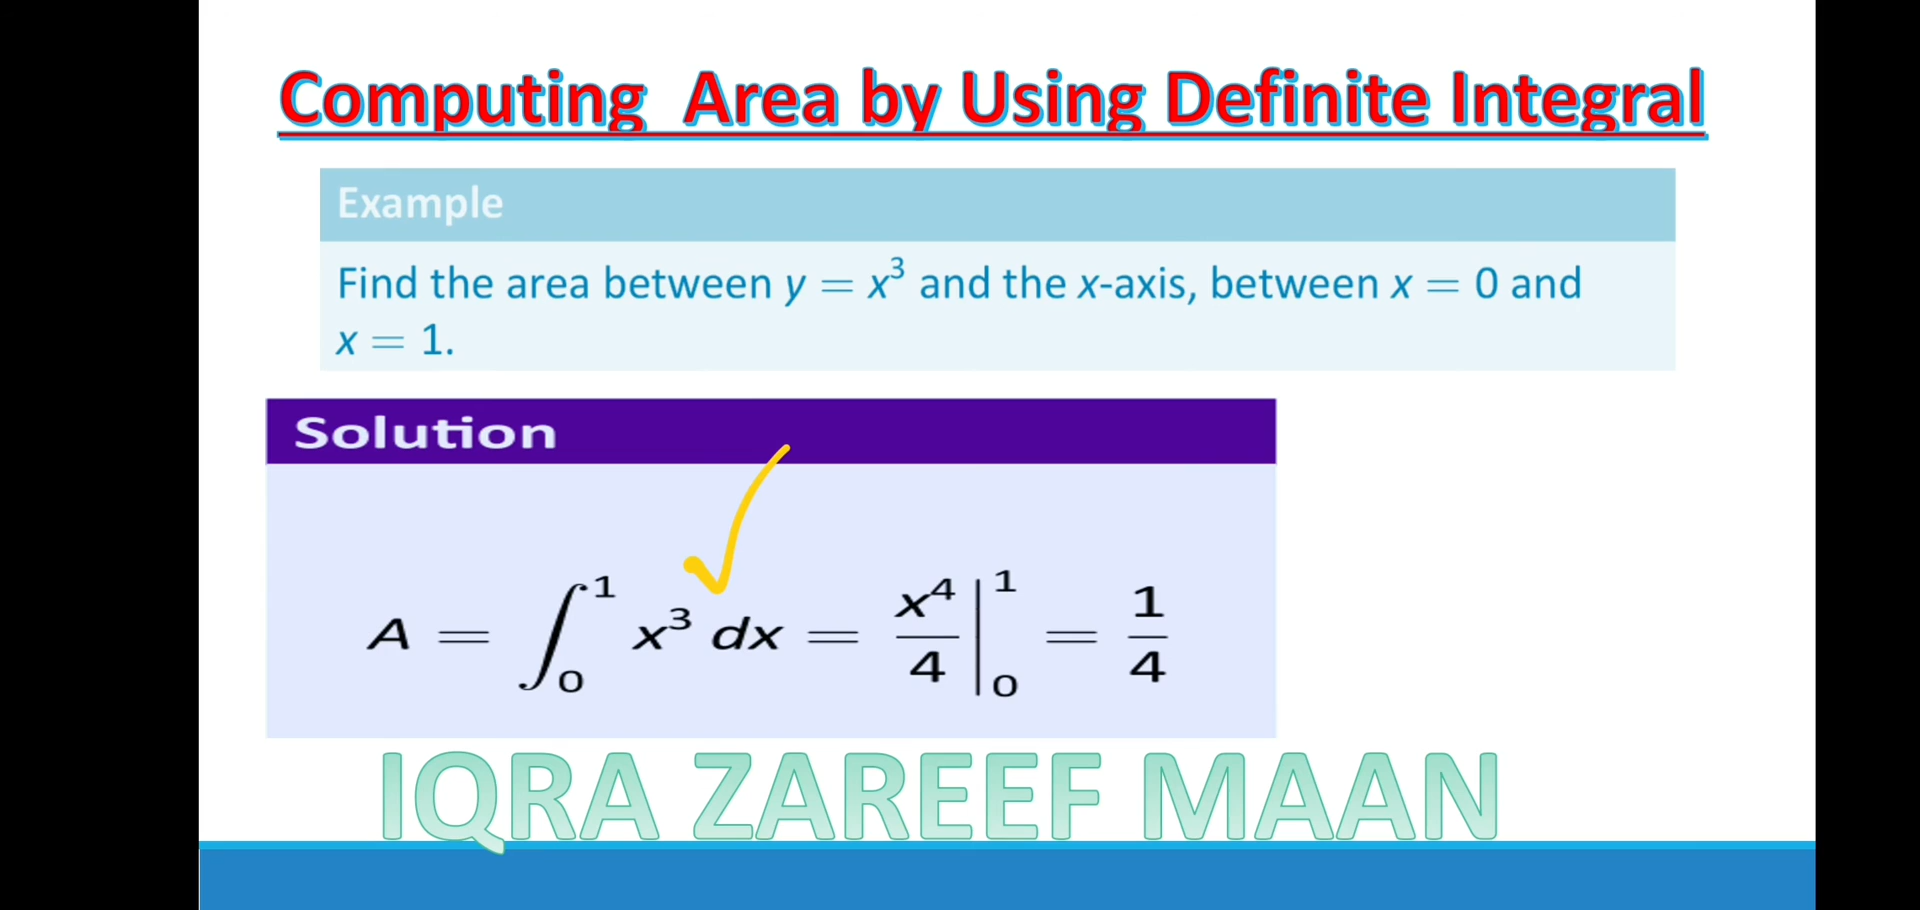 Computing Area by Using Definite Integral
Example
Find the area between y = x³ and the x-axis, between x = 0 and
x = 1.
Solution
A = ∫₀¹ x³ dx = x⁴/4 |₀¹ = 1/4
IQRA ZAREEF MAAN